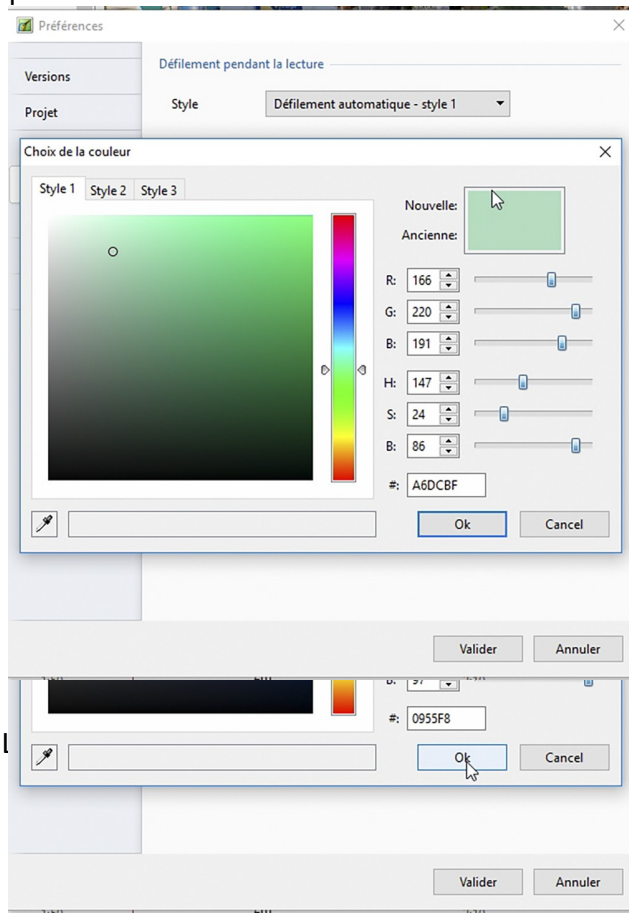 Préférences
Défilement pendant la lecture
Versions
Style Défilement automatique - style 1
Projet
Choix de la couleur
Style 1 Style 2 Style 3
Nouvelle:
Ancienne:
R: 166
G: 220
B: 191
H: 147
S: 24
B: 86
#: A6DCBF
Ok Cancel
Valider Annuler
B: 97
#: 0955F8
L
Ok Cancel
Valider Annuler